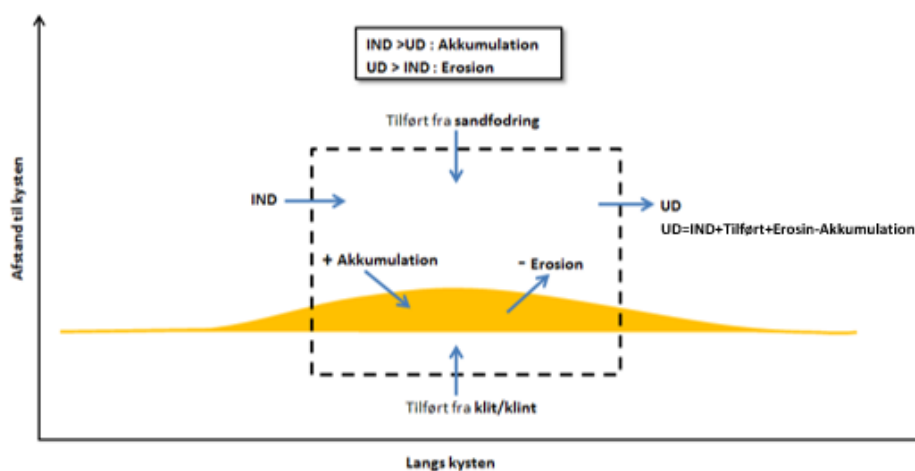 IND >UD : Akkumulation
UD > IND : Erosion
Tilført fra sandfodring
IND
UD
UD=IND+Tilført+Erosin-Akkumulation
+ Akkumulation
- Erosion
Tilført fra klit/klint
Afstand til kysten
Langs kysten